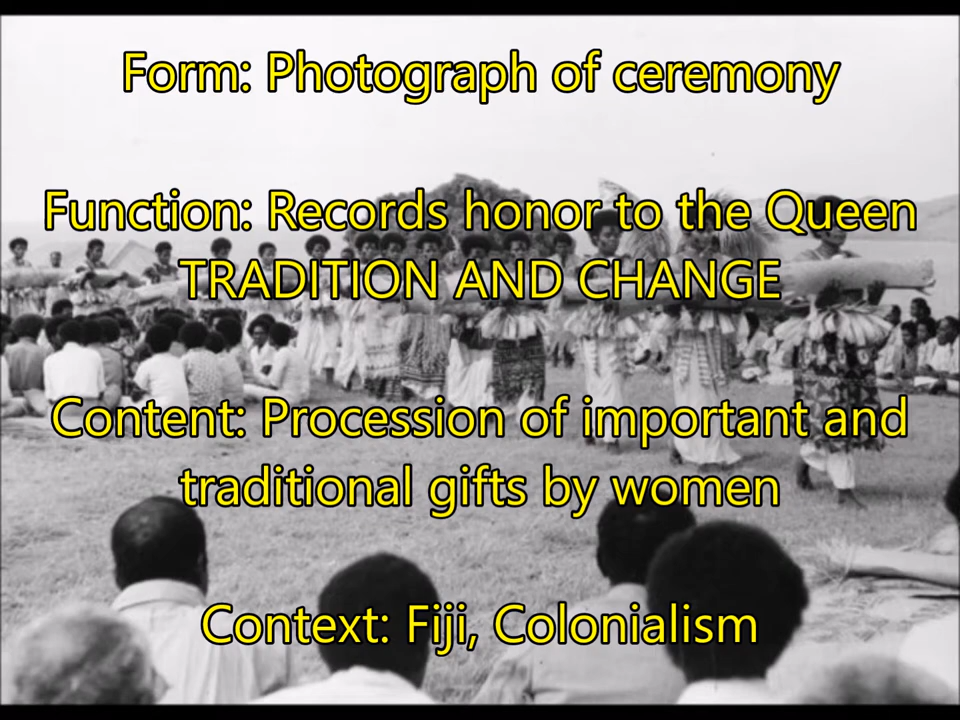 Form: Photograph of ceremony
Function: Records honor to the Queen
TRADITION AND CHANGE
Content: Procession of important and
traditional gifts by women
Context: Fiji, Colonialism